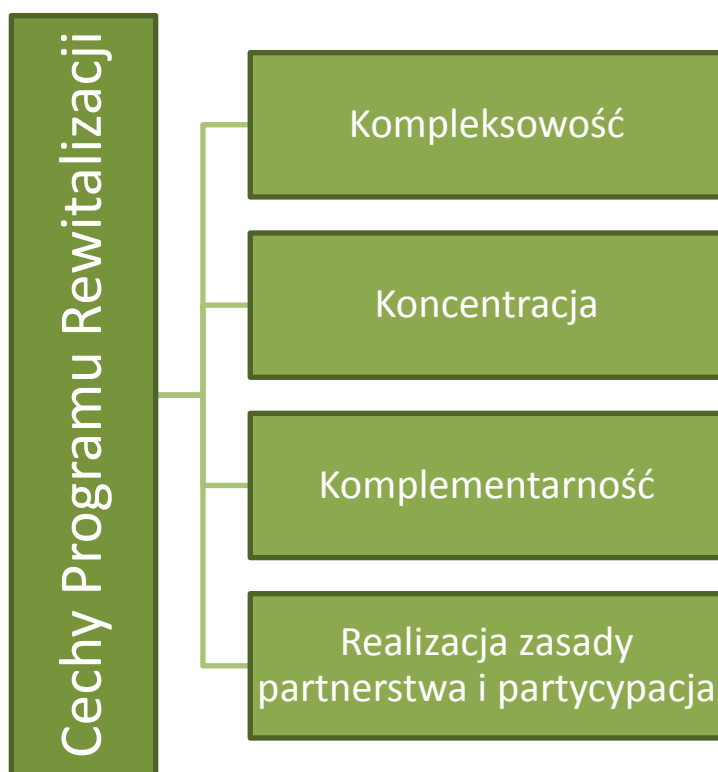 Cechy Programu Rewitalizacji
Kompleksowość
Koncentracja
Komplementarność
Realizacja zasady
partnerstwa i partycypacja